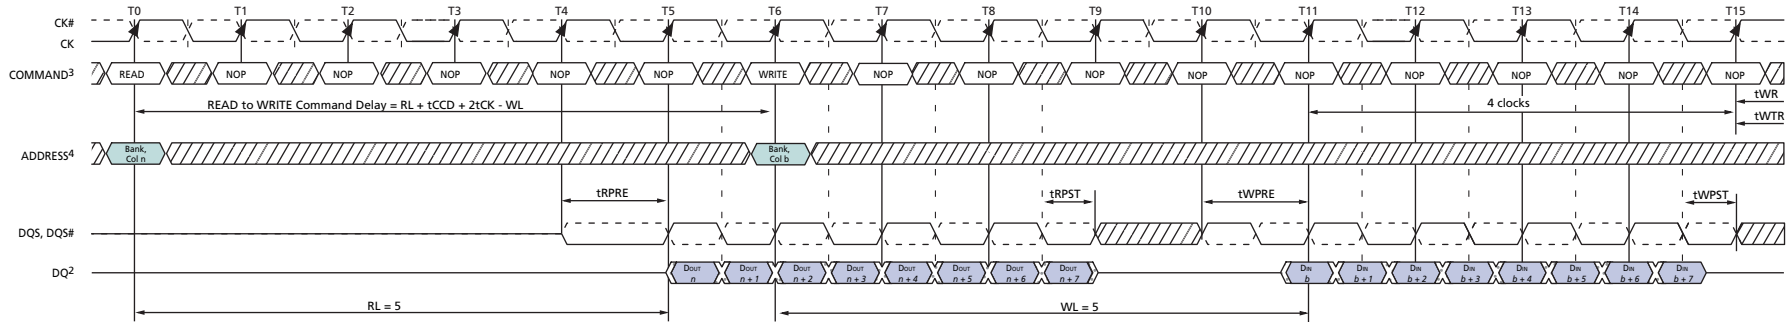 T0 T1 T2 T3 T4 T5 T6 T7 T8 T9 T10 T11 T12 T13 T14 T15
CK#
CK
COMMAND3 READ NOP NOP NOP NOP NOP WRITE NOP NOP NOP NOP NOP NOP NOP NOP NOP
READ to WRITE Command Delay = RL + tCCD + 2tCK - WL
4 clocks
tWR
tWTR
ADDRESS4
Bank,
Col n
Bank,
Col b
tRPRE tRPST tWPRE tWPST
DQS, DQS#
DQ2
DOUT n DOUT n + 1 DOUT n + 2 DOUT n + 3 DOUT n + 4 DOUT n + 5 DOUT n + 6 DOUT n + 7 DIN b DIN b + 1 DIN b + 2 DIN b + 3 DIN b + 4 DIN b + 5 DIN b + 6 DIN b + 7
RL = 5 WL = 5